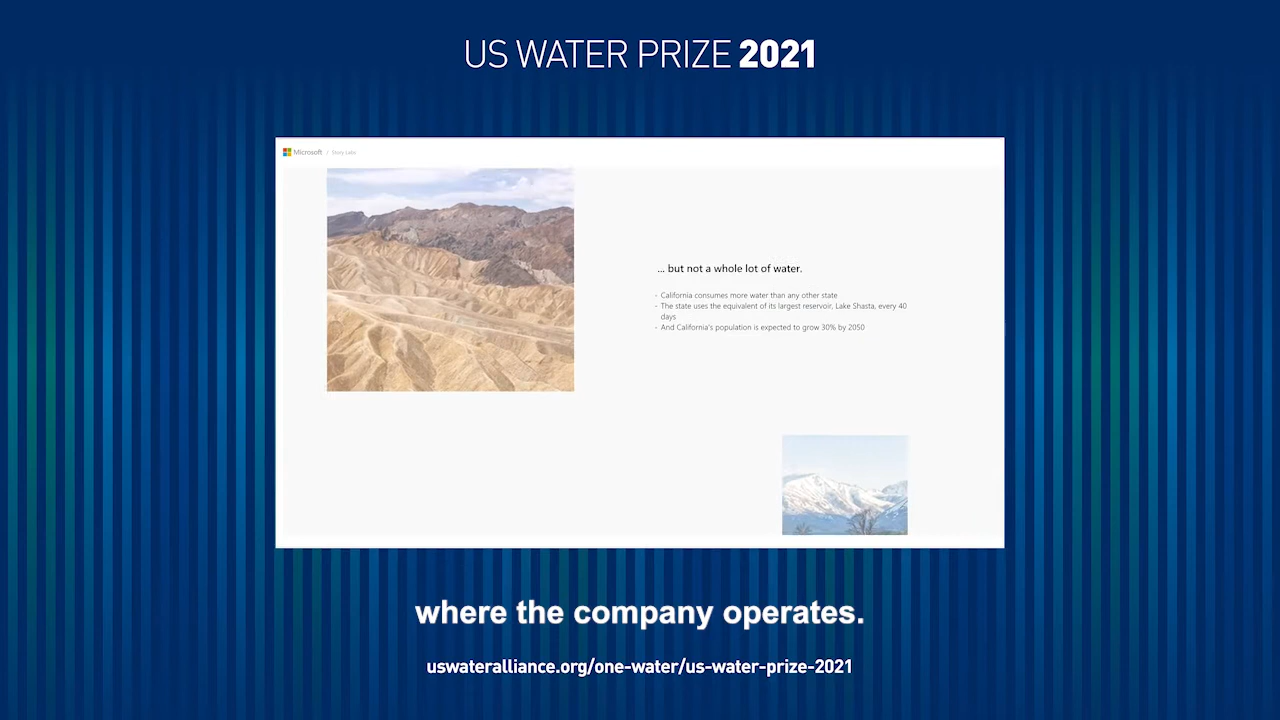 US WATER PRIZE 2021
Microsoft / Story Labs
... but not a whole lot of water.
- California consumes more water than any other state
- The state uses the equivalent of its largest reservoir, Lake Shasta, every 40
days
- And California's population is expected to grow 30% by 2050
where the company operates.
uswateralliance.org/one-water/us-water-prize-2021